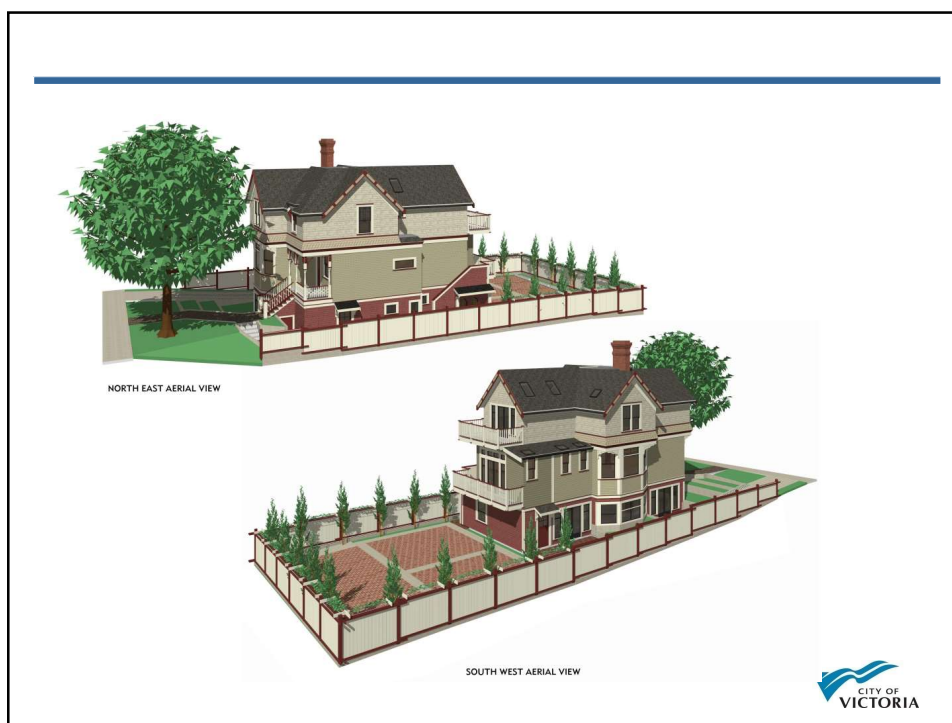 NORTH EAST AERIAL VIEW
SOUTH WEST AERIAL VIEW
CITY OF
VICTORIA